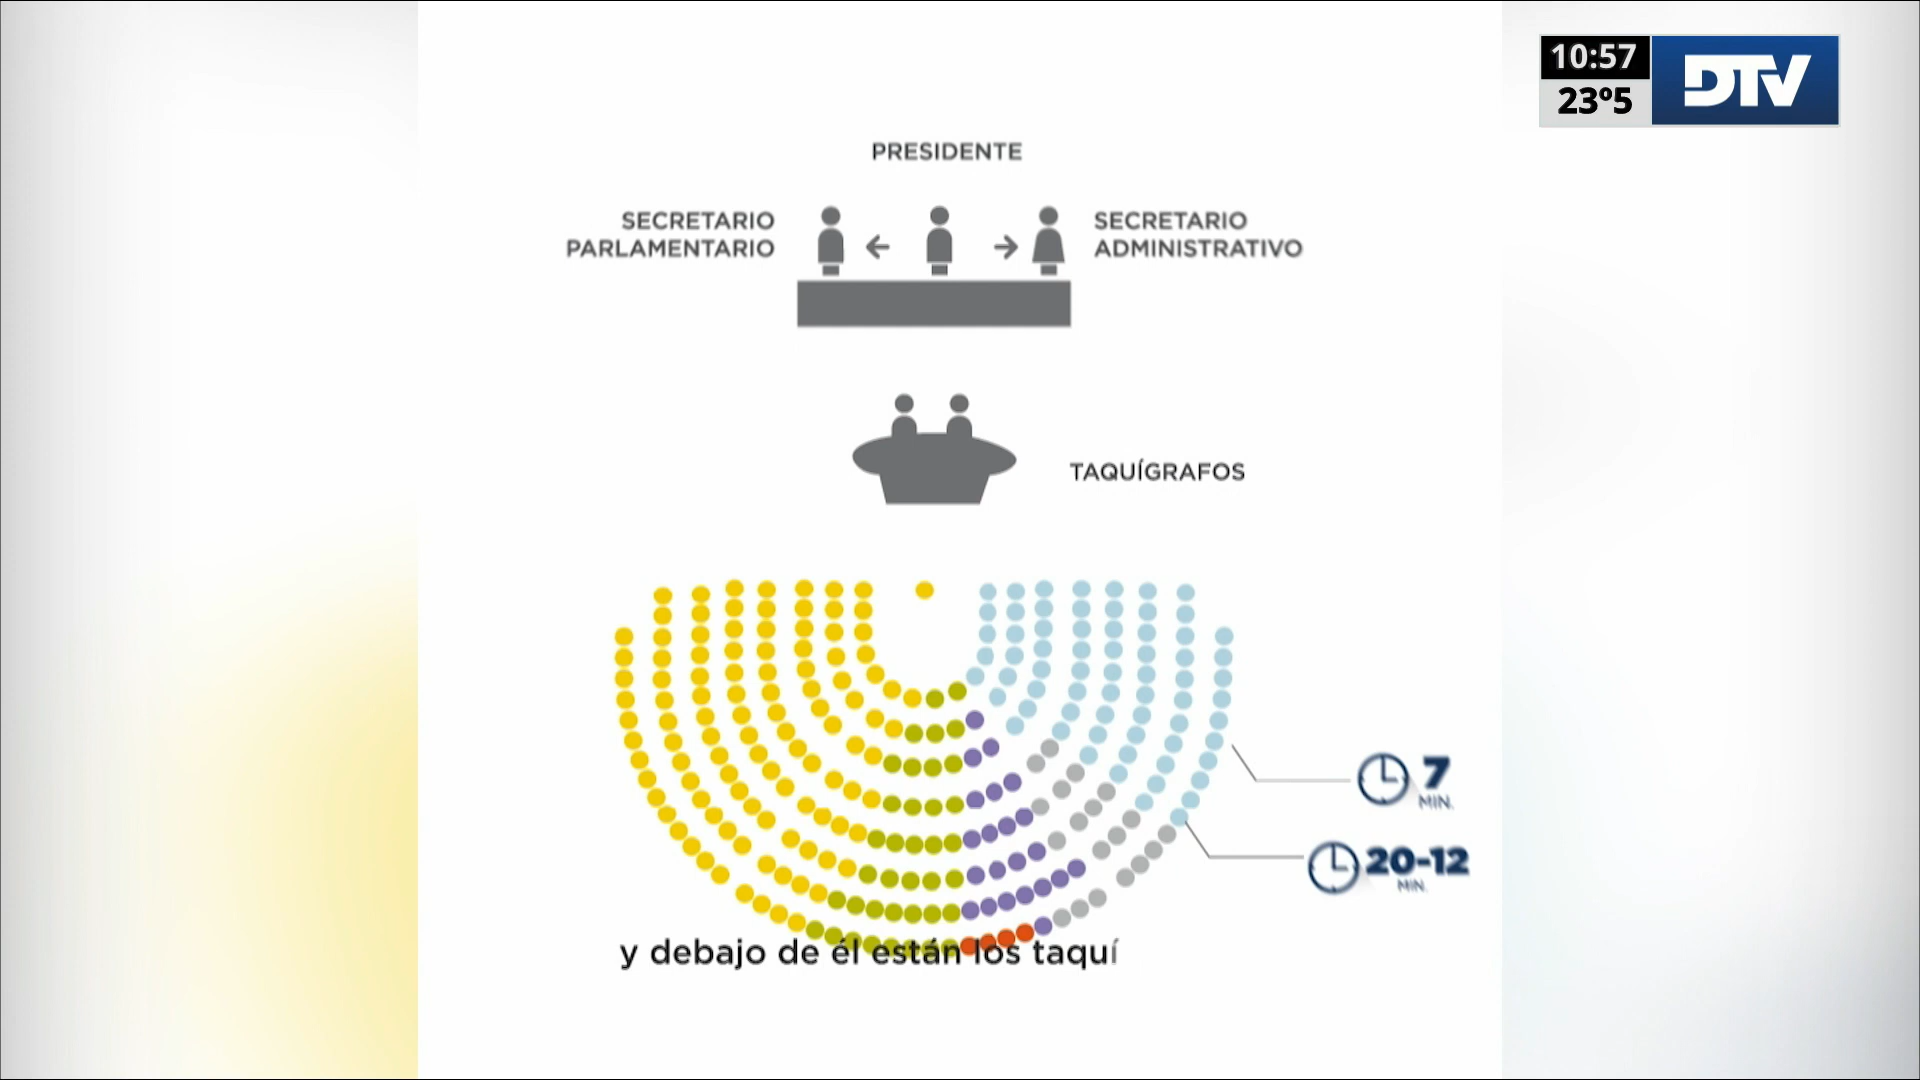 10:57
23º5
DTV
PRESIDENTE
SECRETARIO
PARLAMENTARIO
SECRETARIO
ADMINISTRATIVO
TAQUÍGRAFOS
7
MIN.
20-12
MIN.
y debajo de él están los taquí